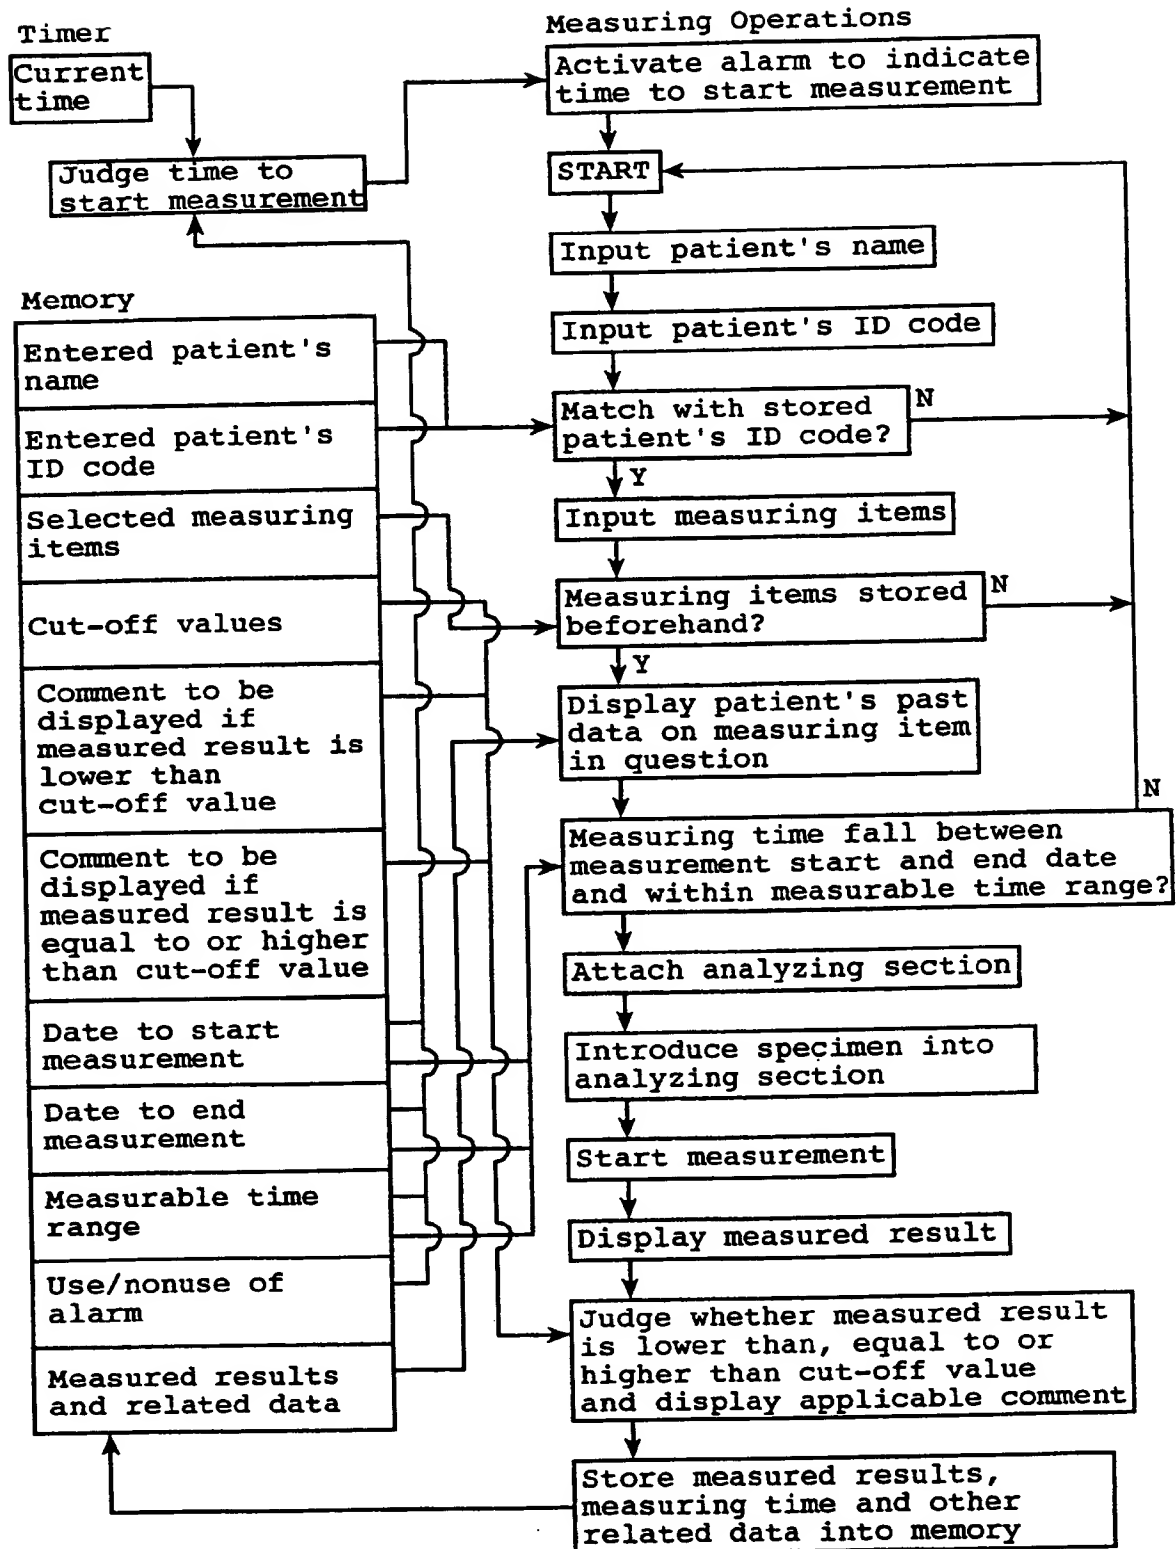 Timer
Current
time
Judge time to
start measurement
Memory
Entered patient's
name
Entered patient's
ID code
Selected measuring
items
Cut-off values
Comment to be
displayed if
measured result is
lower than
cut-off value
Comment to be
displayed if
measured result is
equal to or higher
than cut-off value
Date to start
measurement
Date to end
measurement
Measurable time
range
Use/nonuse of
alarm
Measured results
and related data
Measuring Operations
Activate alarm to indicate
time to start measurement
START
Input patient's name
Input patient's ID code
Match with stored
patient's ID code?
N
Y
Input measuring items
Measuring items stored
beforehand?
N
Y
Display patient's past
data on measuring item
in question
N
Measuring time fall between
measurement start and end date
and within measurable time range?
Attach analyzing section
Introduce specimen into
analyzing section
Start measurement
Display measured result
Judge whether measured result
is lower than, equal to or
higher than cut-off value
and display applicable comment
Store measured results,
measuring time and other
related data into memory